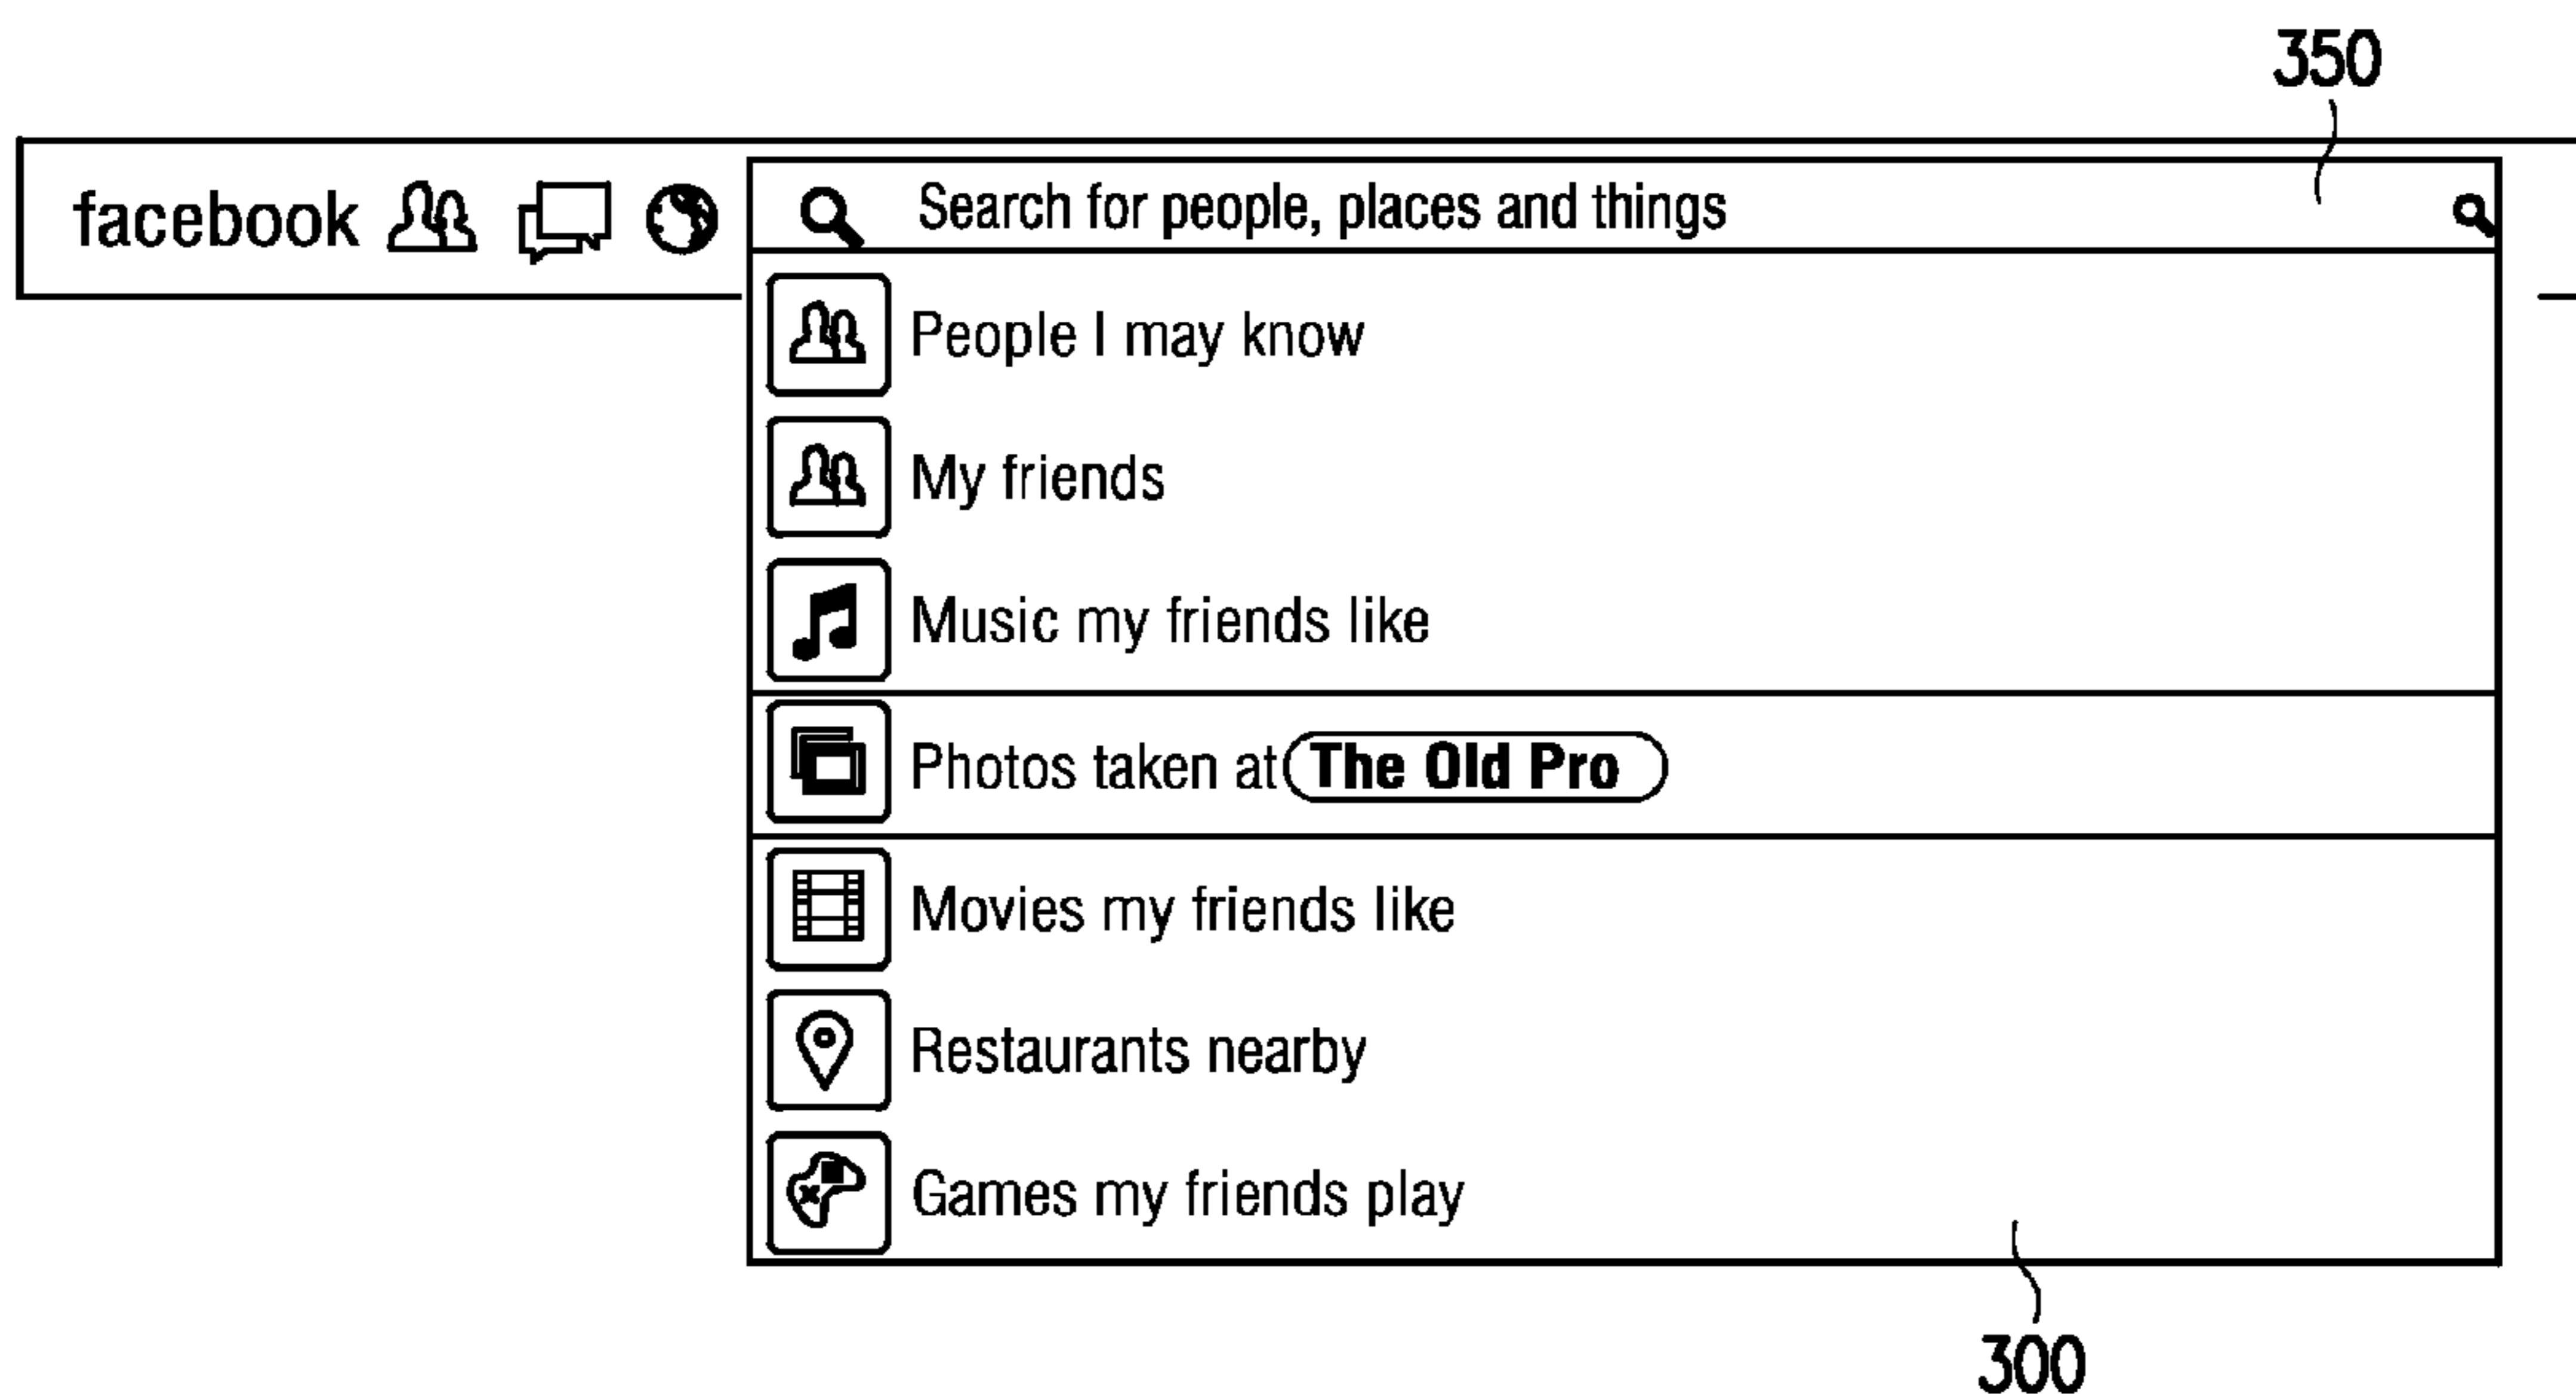 350
facebook
Search for people, places and things
People I may know
My friends
Music my friends like
Photos taken at The Old Pro
Movies my friends like
Restaurants nearby
Games my friends play
300